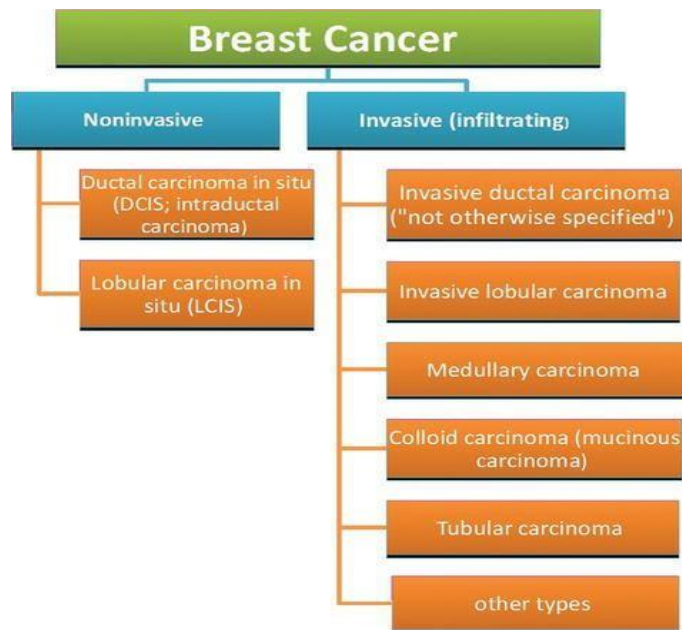 Breast Cancer
Noninvasive
Invasive (infiltrating)
Ductal carcinoma in situ
(DCIS; intraductal
carcinoma)
Lobular carcinoma in
situ (LCIS)
Invasive ductal carcinoma
("not otherwise specified")
Invasive lobular carcinoma
Medullary carcinoma
Colloid carcinoma (mucinous
carcinoma)
Tubular carcinoma
other types